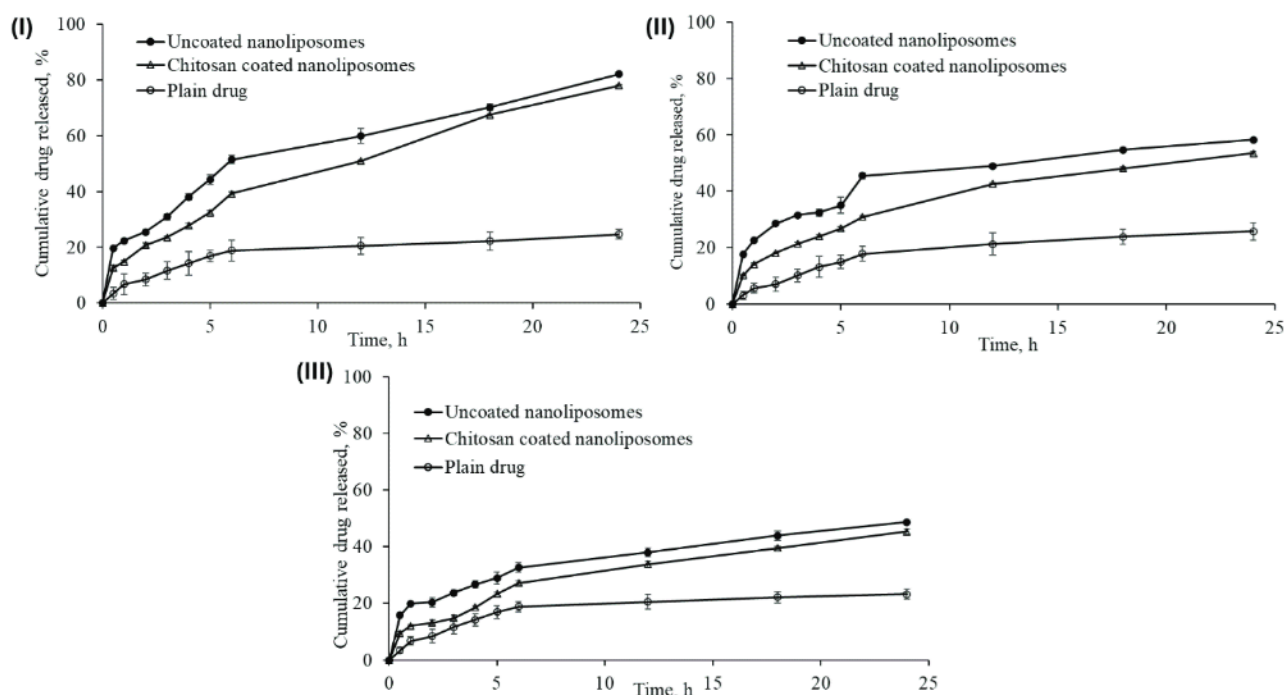 (I)
Cumulative drug released, %
100
80
60
40
20
0
Uncoated nanoliposomes
Chitosan coated nanoliposomes
Plain drug
0 5 10 15 20 25
Time, h
(II)
Cumulative drug released, %
100
80
60
40
20
0
Uncoated nanoliposomes
Chitosan coated nanoliposomes
Plain drug
0 5 10 15 20 25
Time, h
(III)
Cumulative drug released, %
100
80
60
40
20
0
Uncoated nanoliposomes
Chitosan coated nanoliposomes
Plain drug
0 5 10 15 20 25
Time, h